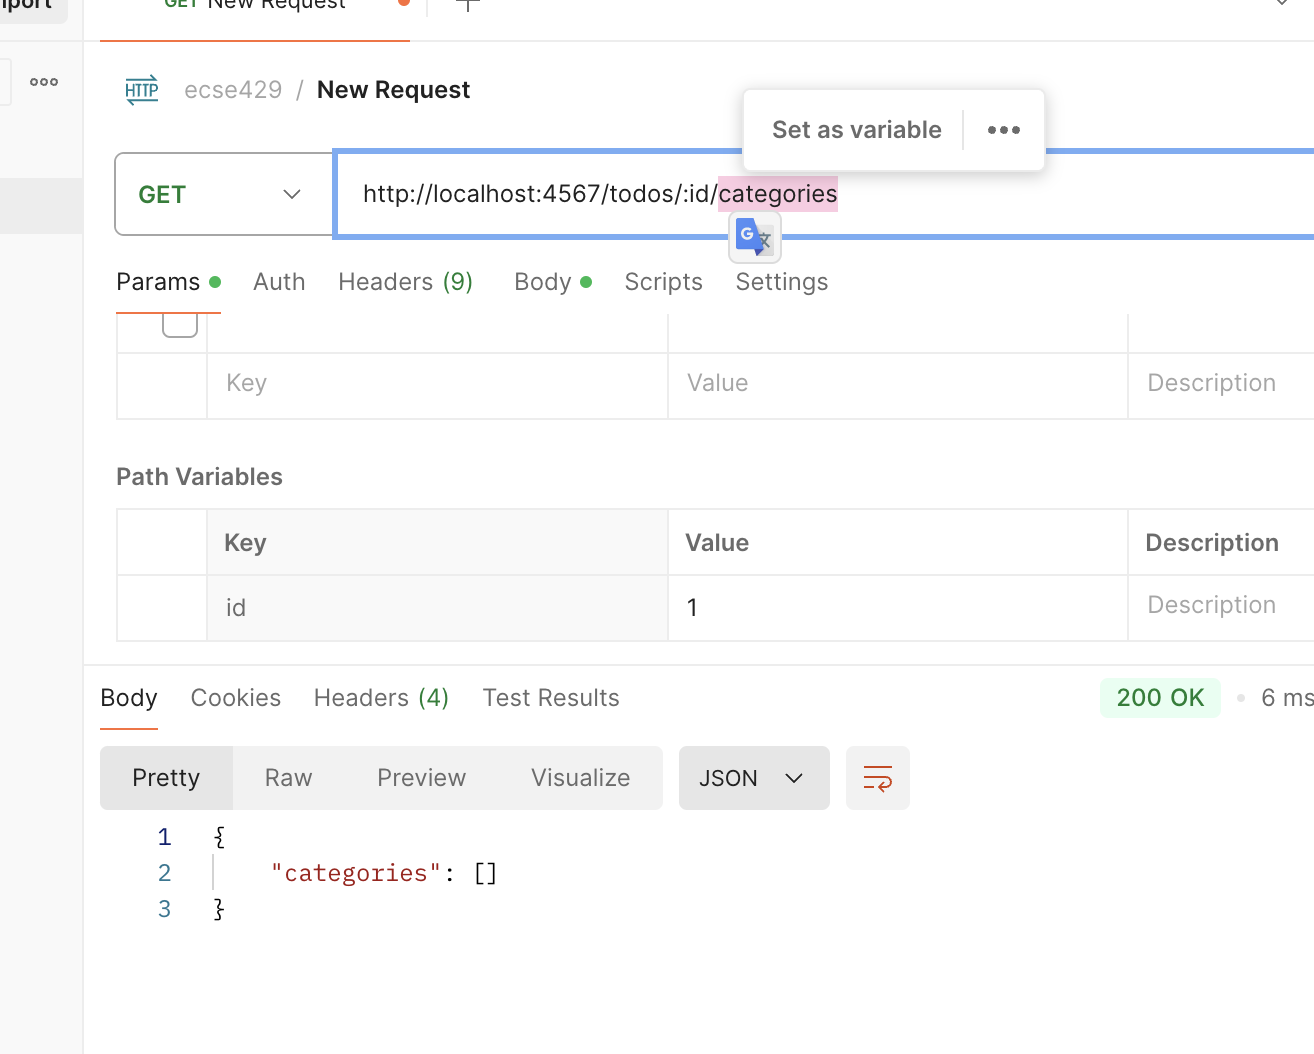 port
GET New Request
HTTP ecse429 / New Request
Set as variable
GET http://localhost:4567/todos/:id/categories
G 文
Params Auth Headers (9) Body Scripts Settings
Key Value Description
Path Variables
Key Value Description
id 1 Description
Body Cookies Headers (4) Test Results 200 OK 6 ms
Pretty Raw Preview Visualize JSON
1 {
2 "categories": []
3 }